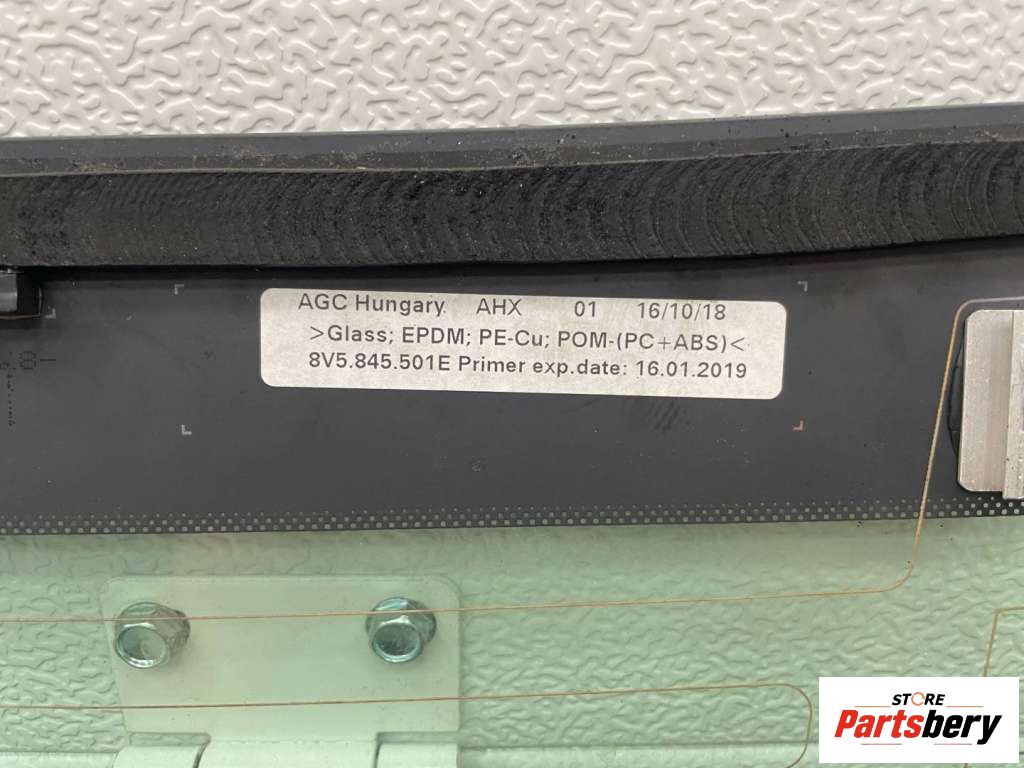 AGC Hungary. AHX 01 16/10/18
>Glass; EPDM; PE-Cu; POM-(PC+ABS)<
8V5.845.501E Primer exp.date: 16.01.2019
STORE
Partsbery